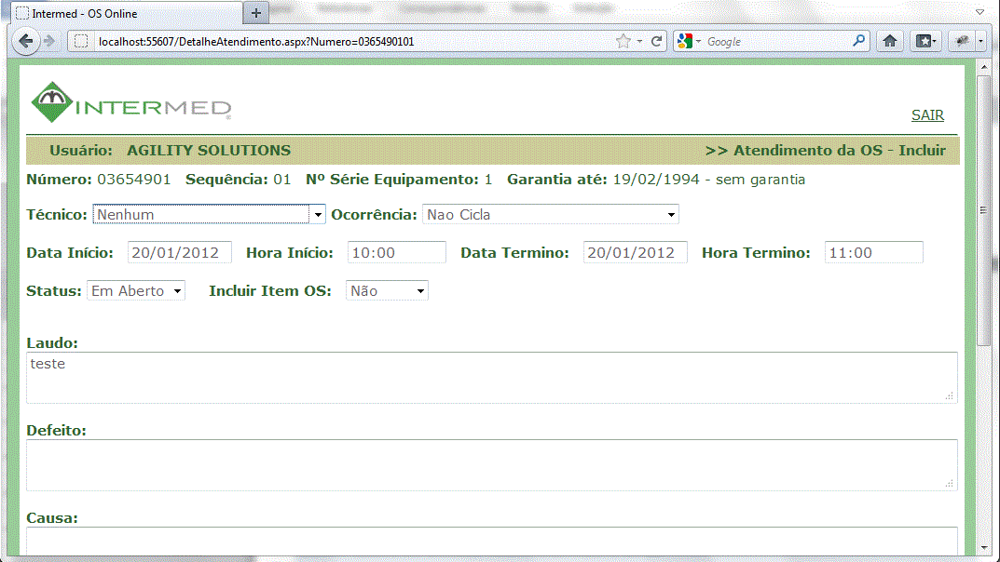 Intermed - OS Online
localhost:55607/DetalheAtendimento.aspx?Numero=0365490101
Google
INTERMED
SAIR
Usuário: AGILITY SOLUTIONS >> Atendimento da OS - Incluir
Número: 03654901 Sequência: 01 Nº Série Equipamento: 1 Garantia até: 19/02/1994 - sem garantia
Técnico: Nenhum Ocorrência: Nao Cicla
Data Início: 20/01/2012 Hora Início: 10:00 Data Termino: 20/01/2012 Hora Termino: 11:00
Status: Em Aberto Incluir Item OS: Não
Laudo:
teste
Defeito:
Causa: